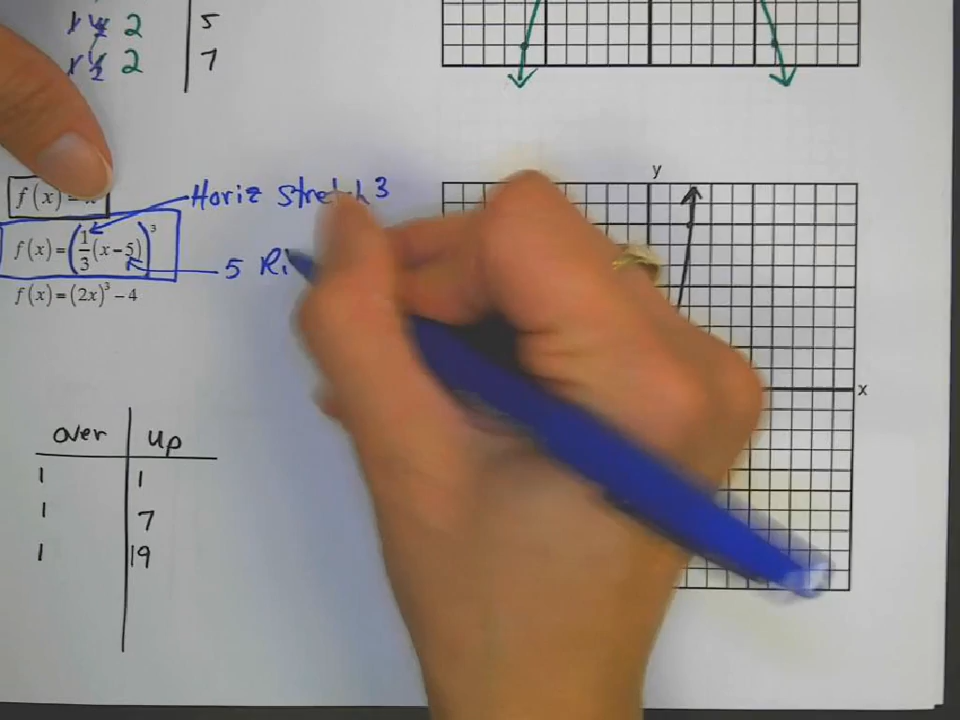 2 | 5
2 | 7
y
f(x)=
Horiz stretch 3
f(x)=(1/3(x−5))³
5 Ri
f(x)=(2x)³−4
x
over | up
1 | 1
1 | 7
1 | 19